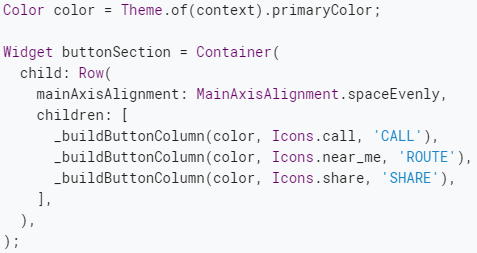 Color color = Theme.of(context).primaryColor;

Widget buttonSection = Container(
  child: Row(
    mainAxisAlignment: MainAxisAlignment.spaceEvenly,
    children: [
      _buildButtonColumn(color, Icons.call, 'CALL'),
      _buildButtonColumn(color, Icons.near_me, 'ROUTE'),
      _buildButtonColumn(color, Icons.share, 'SHARE'),
    ],
  ),
);